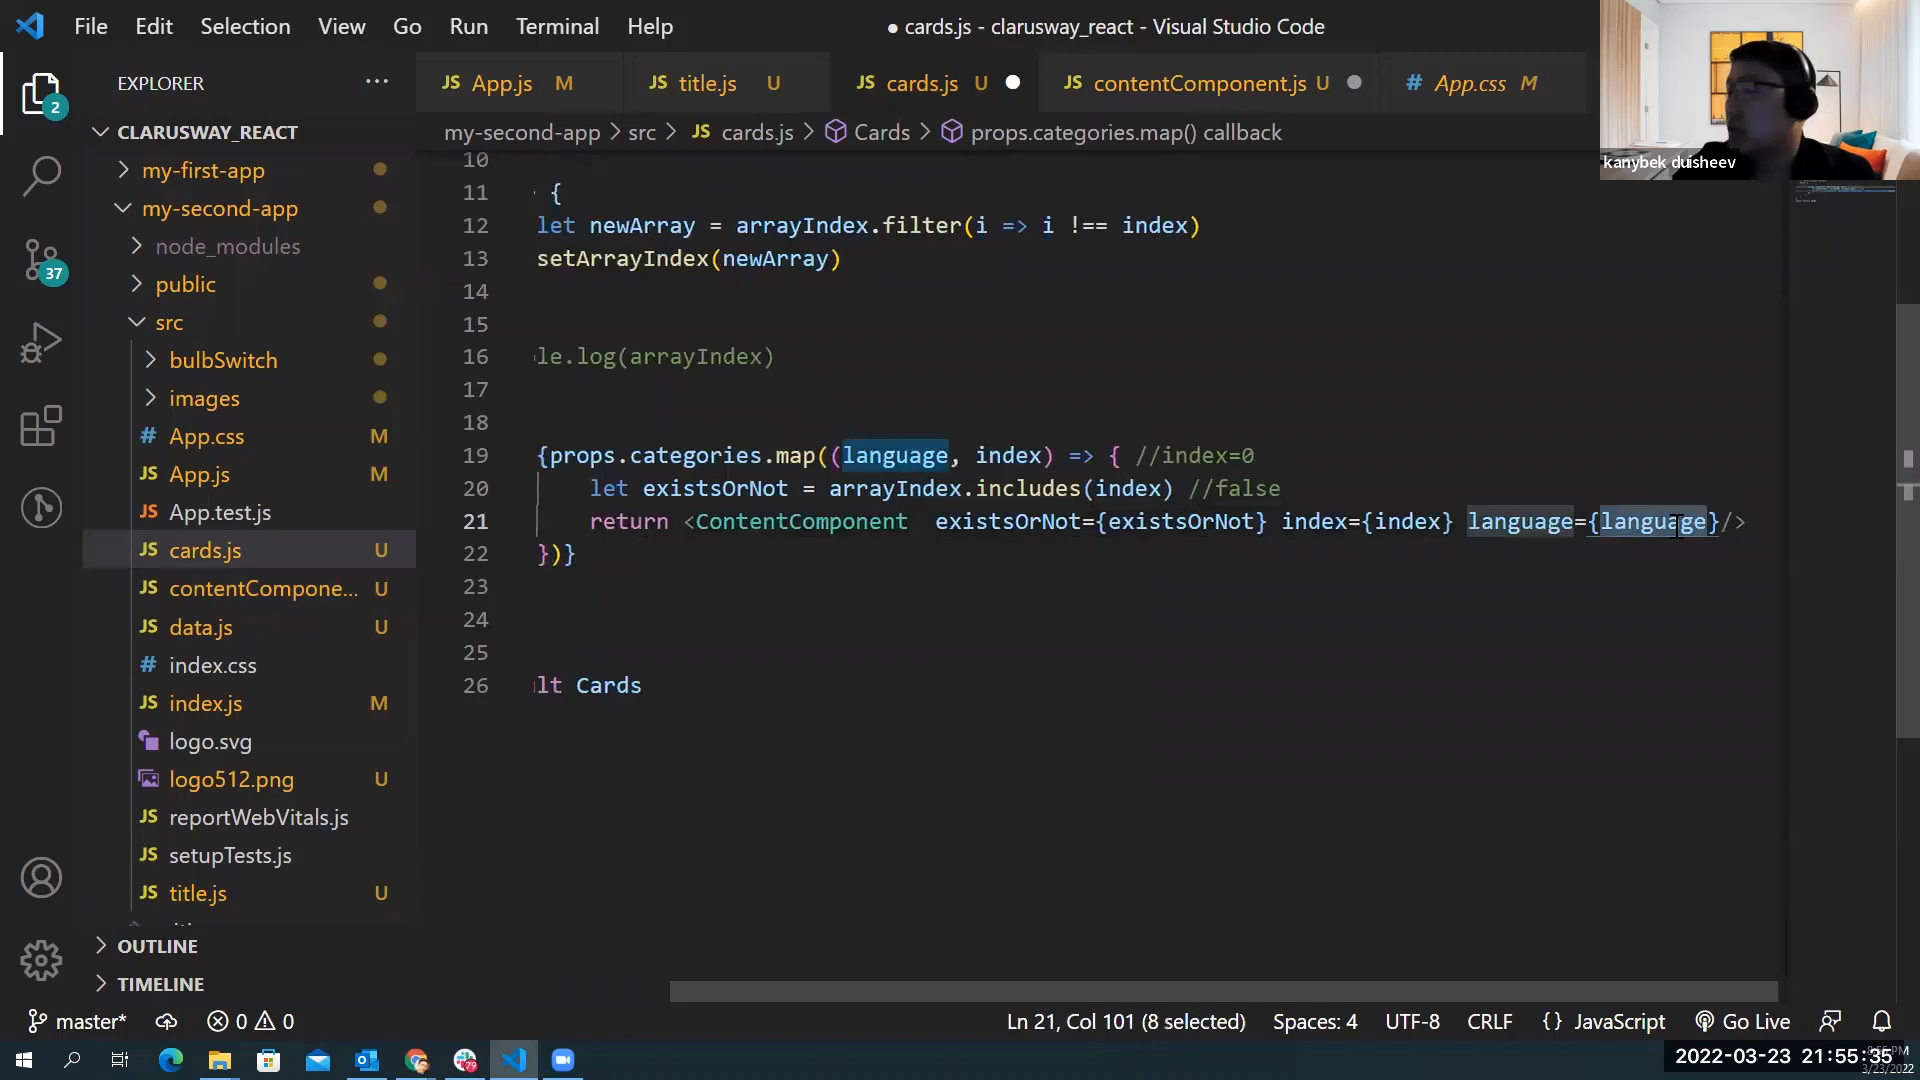 File Edit Selection View Go Run Terminal Help
● cards.js - clarusway_react - Visual Studio Code
kanybek duisheev
EXPLORER ···
JS App.js M
JS title.js U
JS cards.js U
JS contentComponent.js U
# App.css M
my-second-app > src > JS cards.js > Cards > props.categories.map() callback
CLARUSWAY_REACT
my-first-app
my-second-app
node_modules
public
src
bulbSwitch
images
# App.css M
JS App.js M
JS App.test.js
JS cards.js U
JS contentCompone... U
JS data.js U
# index.css
JS index.js M
logo.svg
logo512.png U
JS reportWebVitals.js
JS setupTests.js
JS title.js U
OUTLINE
TIMELINE
2
37
10
11 {
12 let newArray = arrayIndex.filter(i => i !== index)
13 setArrayIndex(newArray)
14
15
16 le.log(arrayIndex)
17
18
19 {props.categories.map((language, index) => { //index=0
20 let existsOrNot = arrayIndex.includes(index) //false
21 return <ContentComponent existsOrNot={existsOrNot} index={index} language={language}/>
22 })}
23
24
25
26 lt Cards
master* 0 0
Ln 21, Col 101 (8 selected) Spaces: 4 UTF-8 CRLF {} JavaScript Go Live
79
2022-03-23 21:55:35
3/23/2022